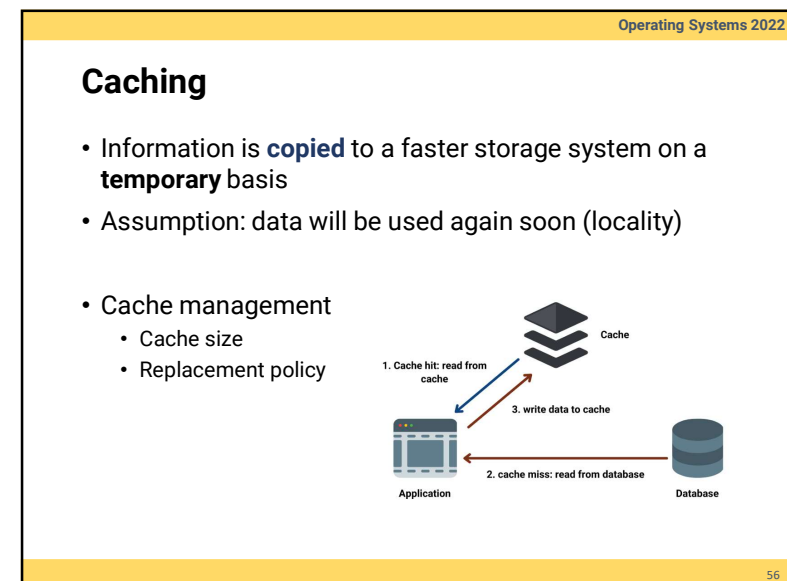 Operating Systems 2022
Caching
• Information is copied to a faster storage system on a
temporary basis
• Assumption: data will be used again soon (locality)
• Cache management
• Cache size
• Replacement policy
Cache
1. Cache hit: read from
cache
3. write data to cache
2. cache miss: read from database
Application
Database
56